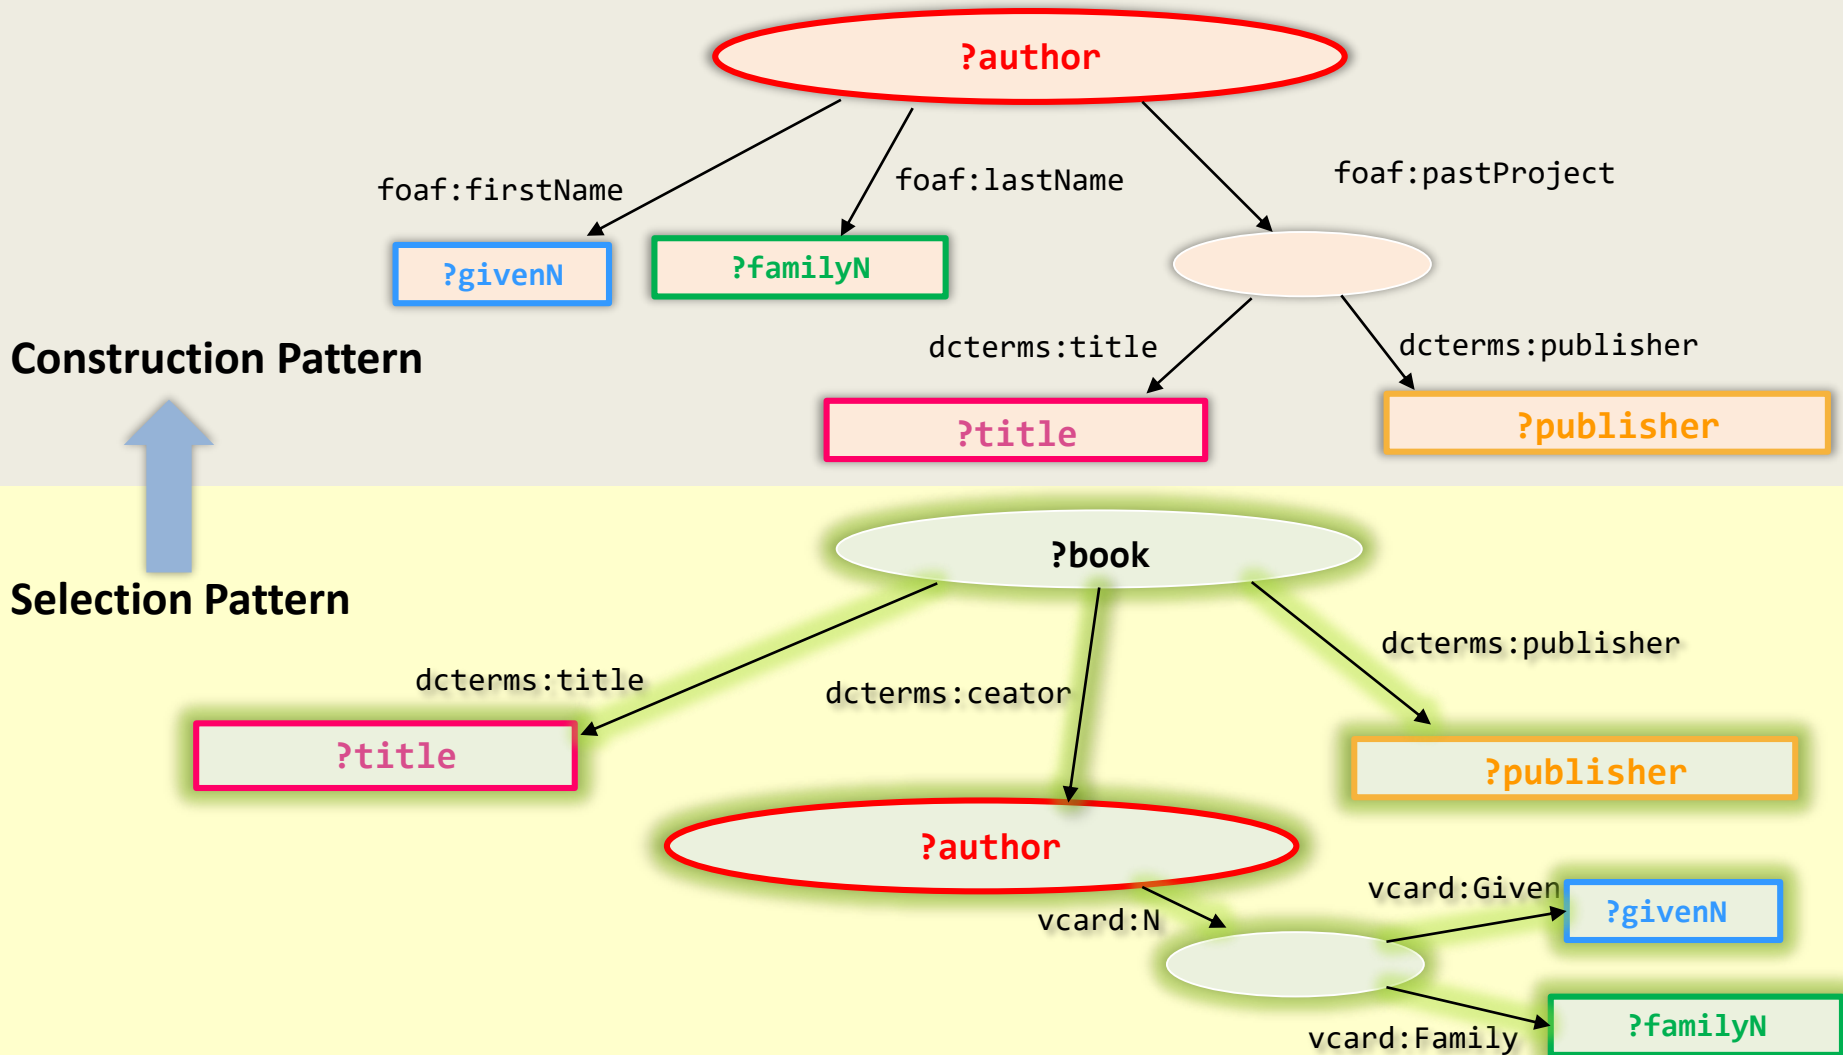 ?author
foaf:firstName
foaf:lastName
foaf:pastProject
?givenN
?familyN
dcterms:title
dcterms:publisher
Construction Pattern
?title
?publisher
?book
Selection Pattern
dcterms:title
dcterms:ceator
dcterms:publisher
?title
?publisher
?author
vcard:N
vcard:Given
?givenN
vcard:Family
?familyN